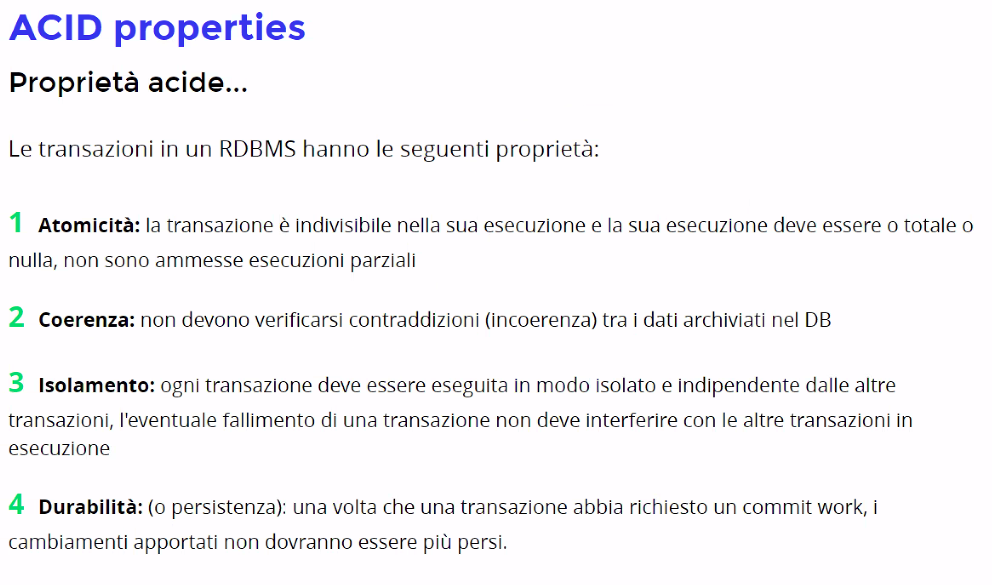 ACID properties
Proprietà acide...
Le transazioni in un RDBMS hanno le seguenti proprietà:
1 Atomicità: la transazione è indivisibile nella sua esecuzione e la sua esecuzione deve essere o totale o
nulla, non sono ammesse esecuzioni parziali
2 Coerenza: non devono verificarsi contraddizioni (incoerenza) tra i dati archiviati nel DB
3 Isolamento: ogni transazione deve essere eseguita in modo isolato e indipendente dalle altre
transazioni, l'eventuale fallimento di una transazione non deve interferire con le altre transazioni in
esecuzione
4 Durabilità: (o persistenza): una volta che una transazione abbia richiesto un commit work, i
cambiamenti apportati non dovranno essere più persi.